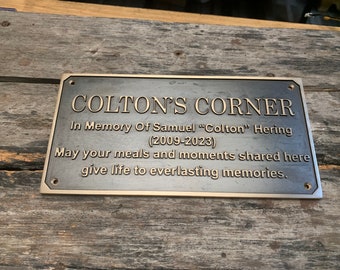 COLTON'S CORNER
In Memory Of Samuel "Colton" Hering
(2009-2023)
May your meals and moments shared here
give life to everlasting memories.